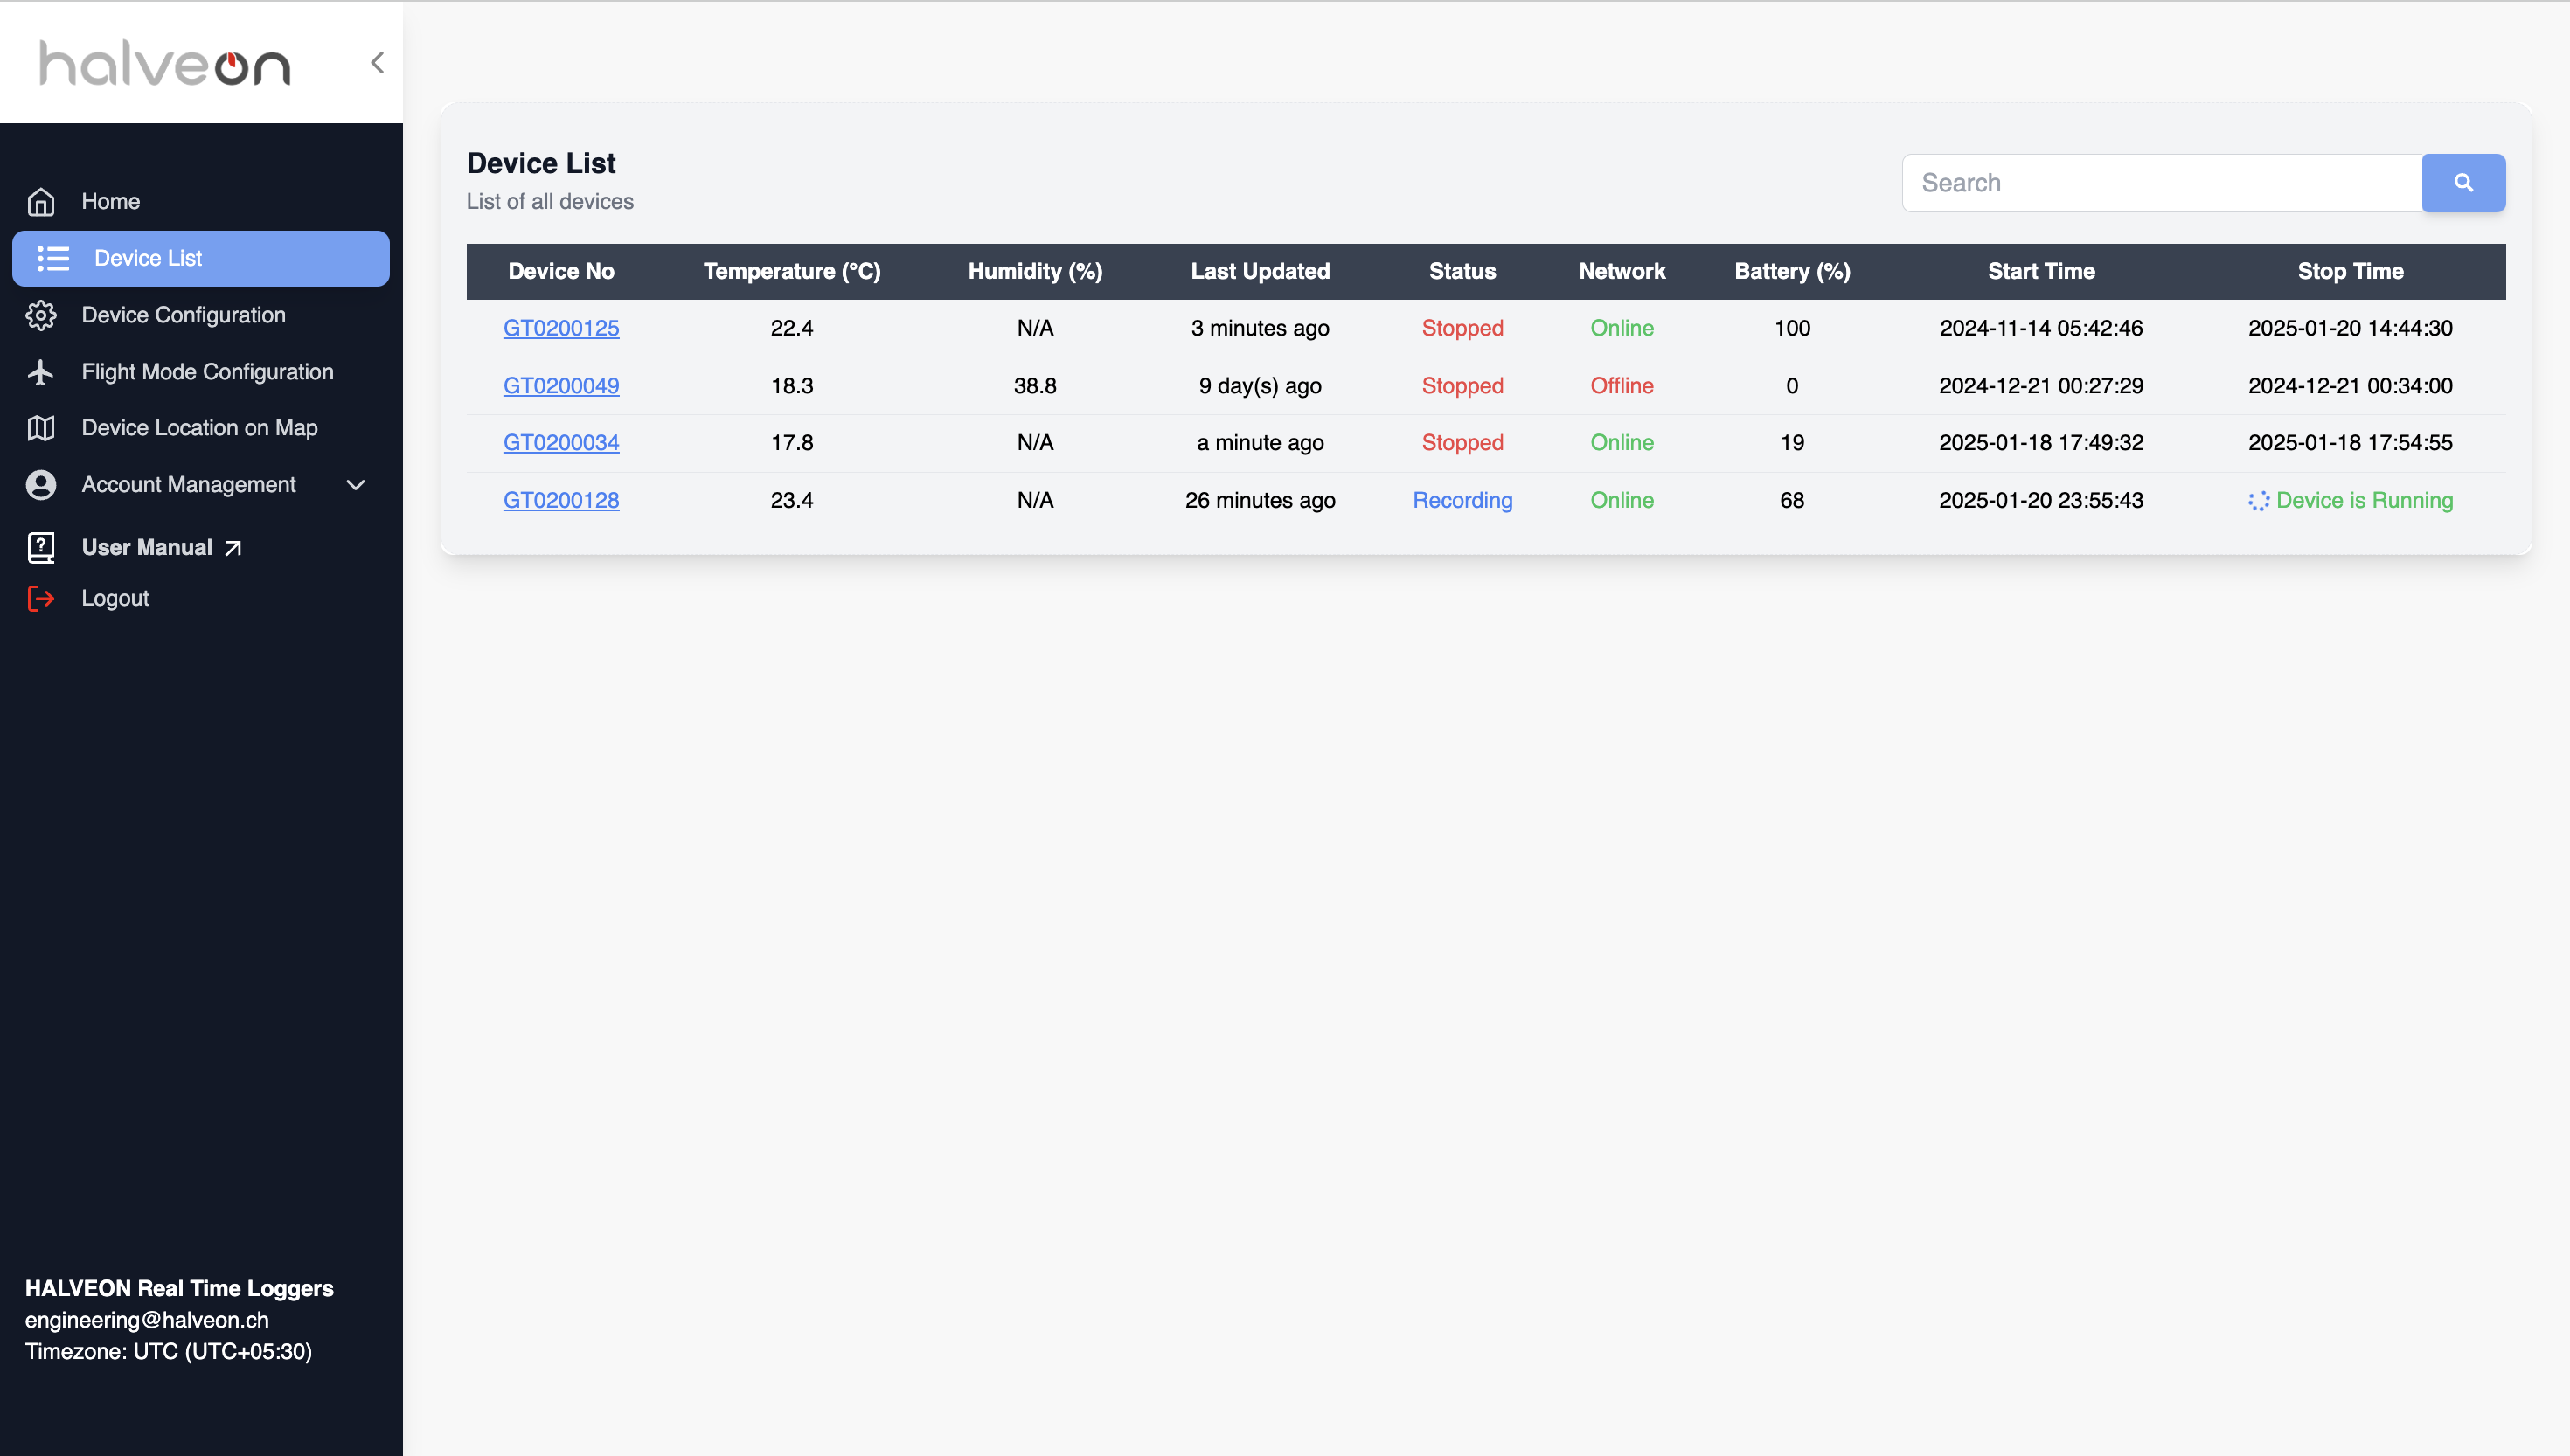 halveon
Home
Device List
Device Configuration
Flight Mode Configuration
Device Location on Map
Account Management
User Manual
Logout
HALVEON Real Time Loggers
engineering@halveon.ch
Timezone: UTC (UTC+05:30)
Device List
List of all devices
Search
Device No Temperature (°C) Humidity (%) Last Updated Status Network Battery (%) Start Time Stop Time
GT0200125 22.4 N/A 3 minutes ago Stopped Online 100 2024-11-14 05:42:46 2025-01-20 14:44:30
GT0200049 18.3 38.8 9 day(s) ago Stopped Offline 0 2024-12-21 00:27:29 2024-12-21 00:34:00
GT0200034 17.8 N/A a minute ago Stopped Online 19 2025-01-18 17:49:32 2025-01-18 17:54:55
GT0200128 23.4 N/A 26 minutes ago Recording Online 68 2025-01-20 23:55:43 Device is Running